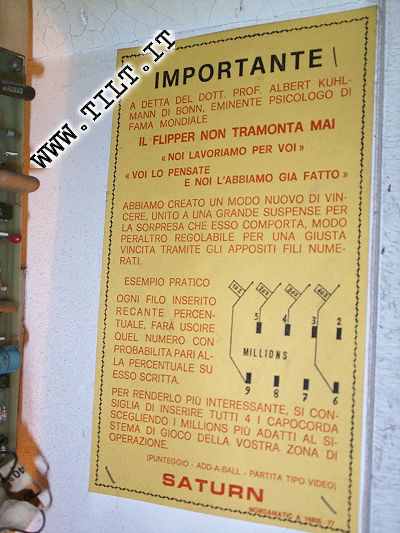 WWW.TILT.IT
IMPORTANTE
A DETTA DEL DOTT. PROF. ALBERT KUHL-
MANN DI BONN, EMINENTE PSICOLOGO DI
FAMA MONDIALE
IL FLIPPER NON TRAMONTA MAI
« NOI LAVORIAMO PER VOI »
« VOI LO PENSATE
E NOI L'ABBIAMO GIA FATTO »
ABBIAMO CREATO UN MODO NUOVO DI VIN-
CERE, UNITO A UNA GRANDE SUSPENSE PER
LA SORPRESA CHE ESSO COMPORTA, MODO
PERALTRO REGOLABILE PER UNA GIUSTA
VINCITA TRAMITE GLI APPOSITI FILI NUME-
RATI.
ESEMPIO PRATICO
OGNI FILO INSERITO
RECANTE PERCEN-
TUALE, FARÀ USCIRE
QUEL NUMERO CON
PROBABILITA PARI AL-
LA PERCENTUALE SU
ESSO SCRITTA.
5 4 3 2
MILLIONS
9 8 7 6
PER RENDERLO PIÙ INTERESSANTE, SI CON-
SIGLIA DI INSERIRE TUTTI 4 I CAPOCORDA
SCEGLIENDO I MILLIONS PIÙ ADATTI AL SI-
STEMA DI GIOCO DELLA VOSTRA ZONA DI
OPERAZIONE.
(PUNTEGGIO - ADD-A-BALL - PARTITA TIPO VIDEO)
SATURN